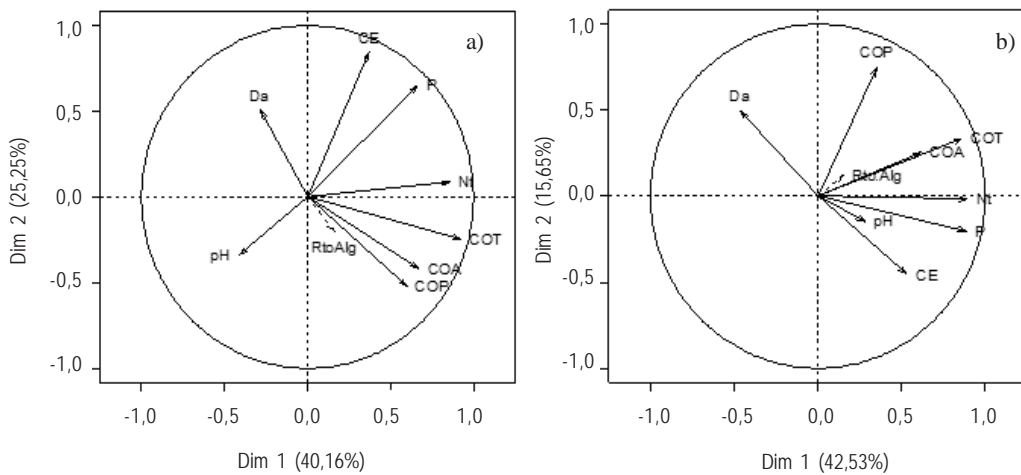 a)
1,0
0,5
0,0
-0,5
-1,0
Dim 2 (25,25%)
CE
P
Da
Nt
COT
RtoAlg
pH
COA
COP
-1,0 -0,5 0,0 0,5 1,0
Dim 1 (40,16%)
b)
1,0
0,5
0,0
-0,5
-1,0
Dim 2 (15,65%)
COP
Da
COT
COA
Rto.Alg
Nt
pH
P
CE
-1,0 -0,5 0,0 0,5 1,0
Dim 1 (42,53%)